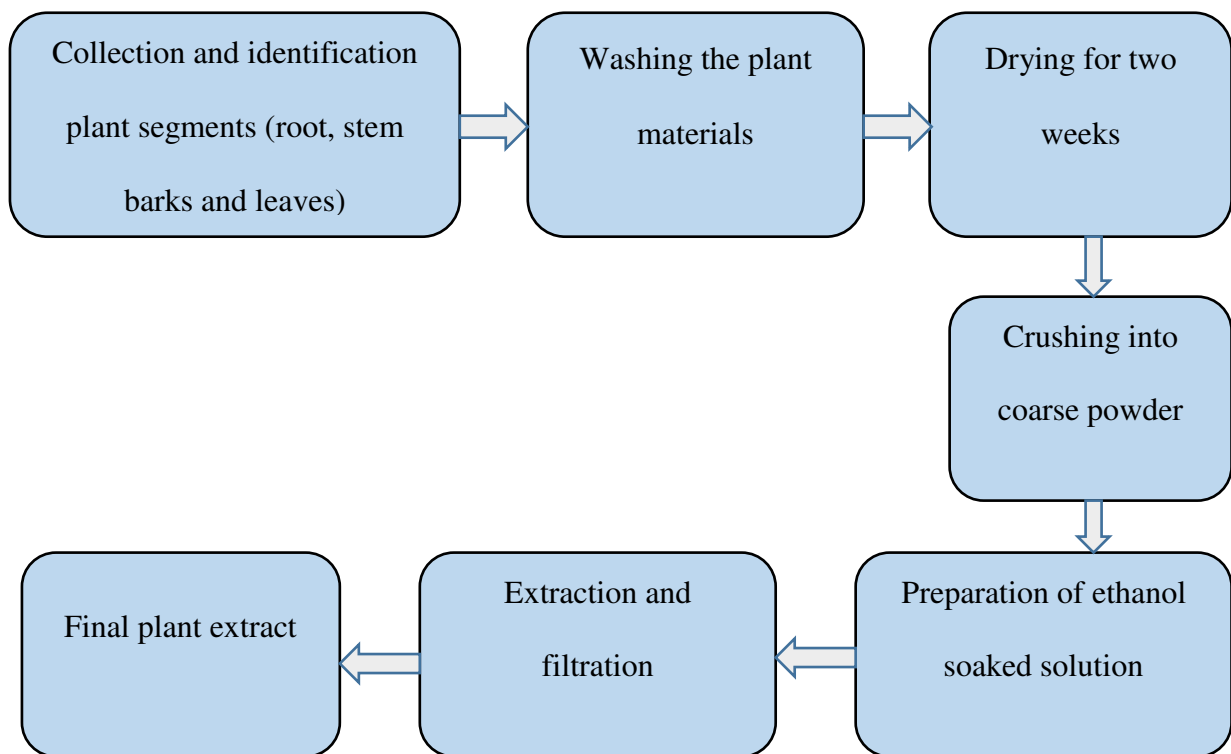 Collection and identification
plant segments (root, stem
barks and leaves)
Washing the plant
materials
Drying for two
weeks
Crushing into
coarse powder
Preparation of ethanol
soaked solution
Extraction and
filtration
Final plant extract